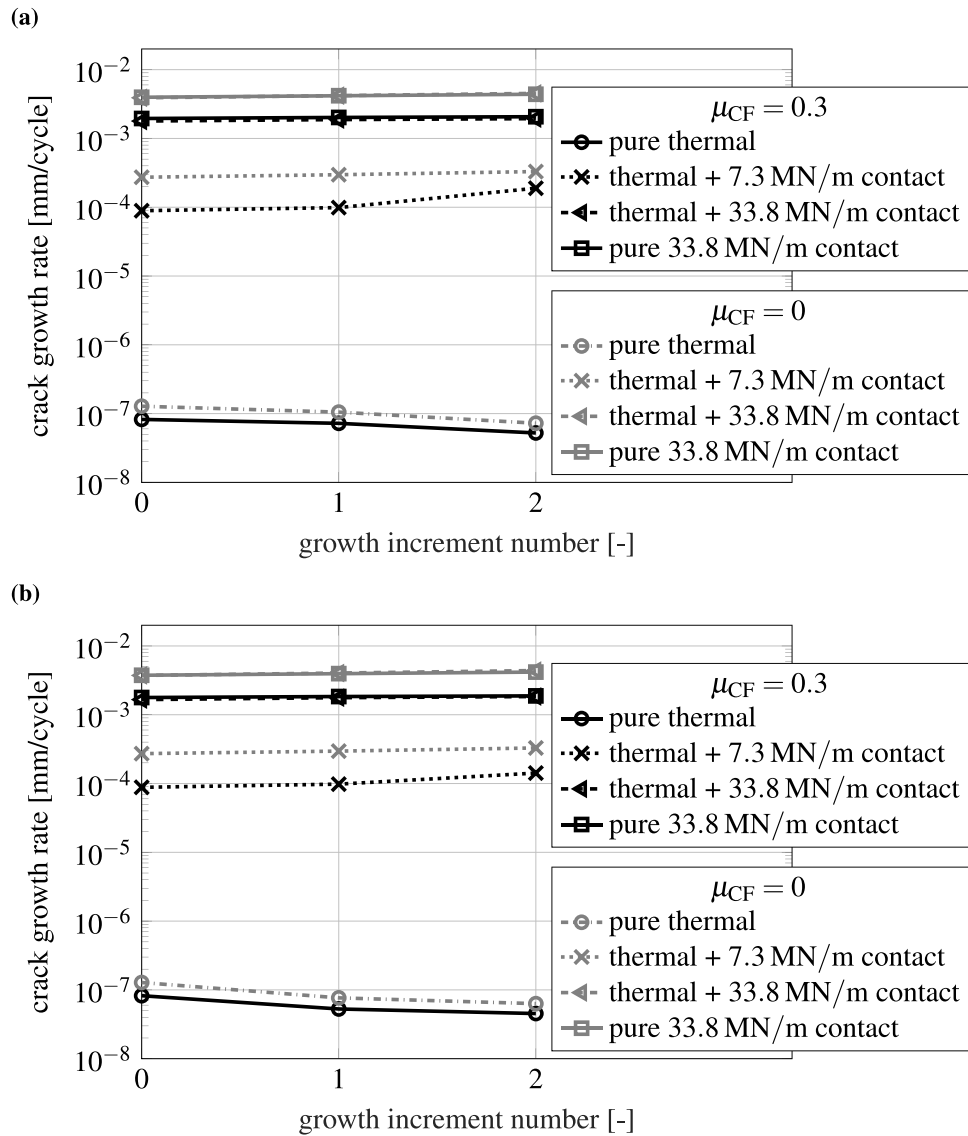 (a)
10⁻²
10⁻³
10⁻⁴
10⁻⁵
10⁻⁶
10⁻⁷
10⁻⁸
crack growth rate [mm/cycle]
0 1 2
growth increment number [-]
μCF = 0.3
pure thermal
thermal + 7.3 MN/m contact
thermal + 33.8 MN/m contact
pure 33.8 MN/m contact
μCF = 0
pure thermal
thermal + 7.3 MN/m contact
thermal + 33.8 MN/m contact
pure 33.8 MN/m contact
(b)
10⁻²
10⁻³
10⁻⁴
10⁻⁵
10⁻⁶
10⁻⁷
10⁻⁸
crack growth rate [mm/cycle]
0 1 2
growth increment number [-]
μCF = 0.3
pure thermal
thermal + 7.3 MN/m contact
thermal + 33.8 MN/m contact
pure 33.8 MN/m contact
μCF = 0
pure thermal
thermal + 7.3 MN/m contact
thermal + 33.8 MN/m contact
pure 33.8 MN/m contact